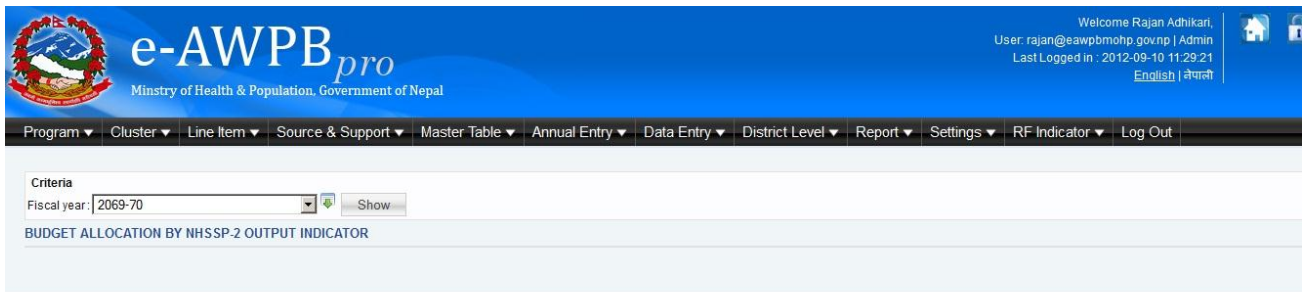 Welcome Rajan Adhikari,
User: rajan@eawpbmohp.gov.np | Admin
Last Logged in : 2012-09-10 11:29:21
English | नेपाली
e-AWPB pro
Minstry of Health & Population, Government of Nepal
Program Cluster Line Item Source & Support Master Table Annual Entry Data Entry District Level Report Settings RF Indicator Log Out
Criteria
Fiscal year: 2069-70 Show
BUDGET ALLOCATION BY NHSSP-2 OUTPUT INDICATOR